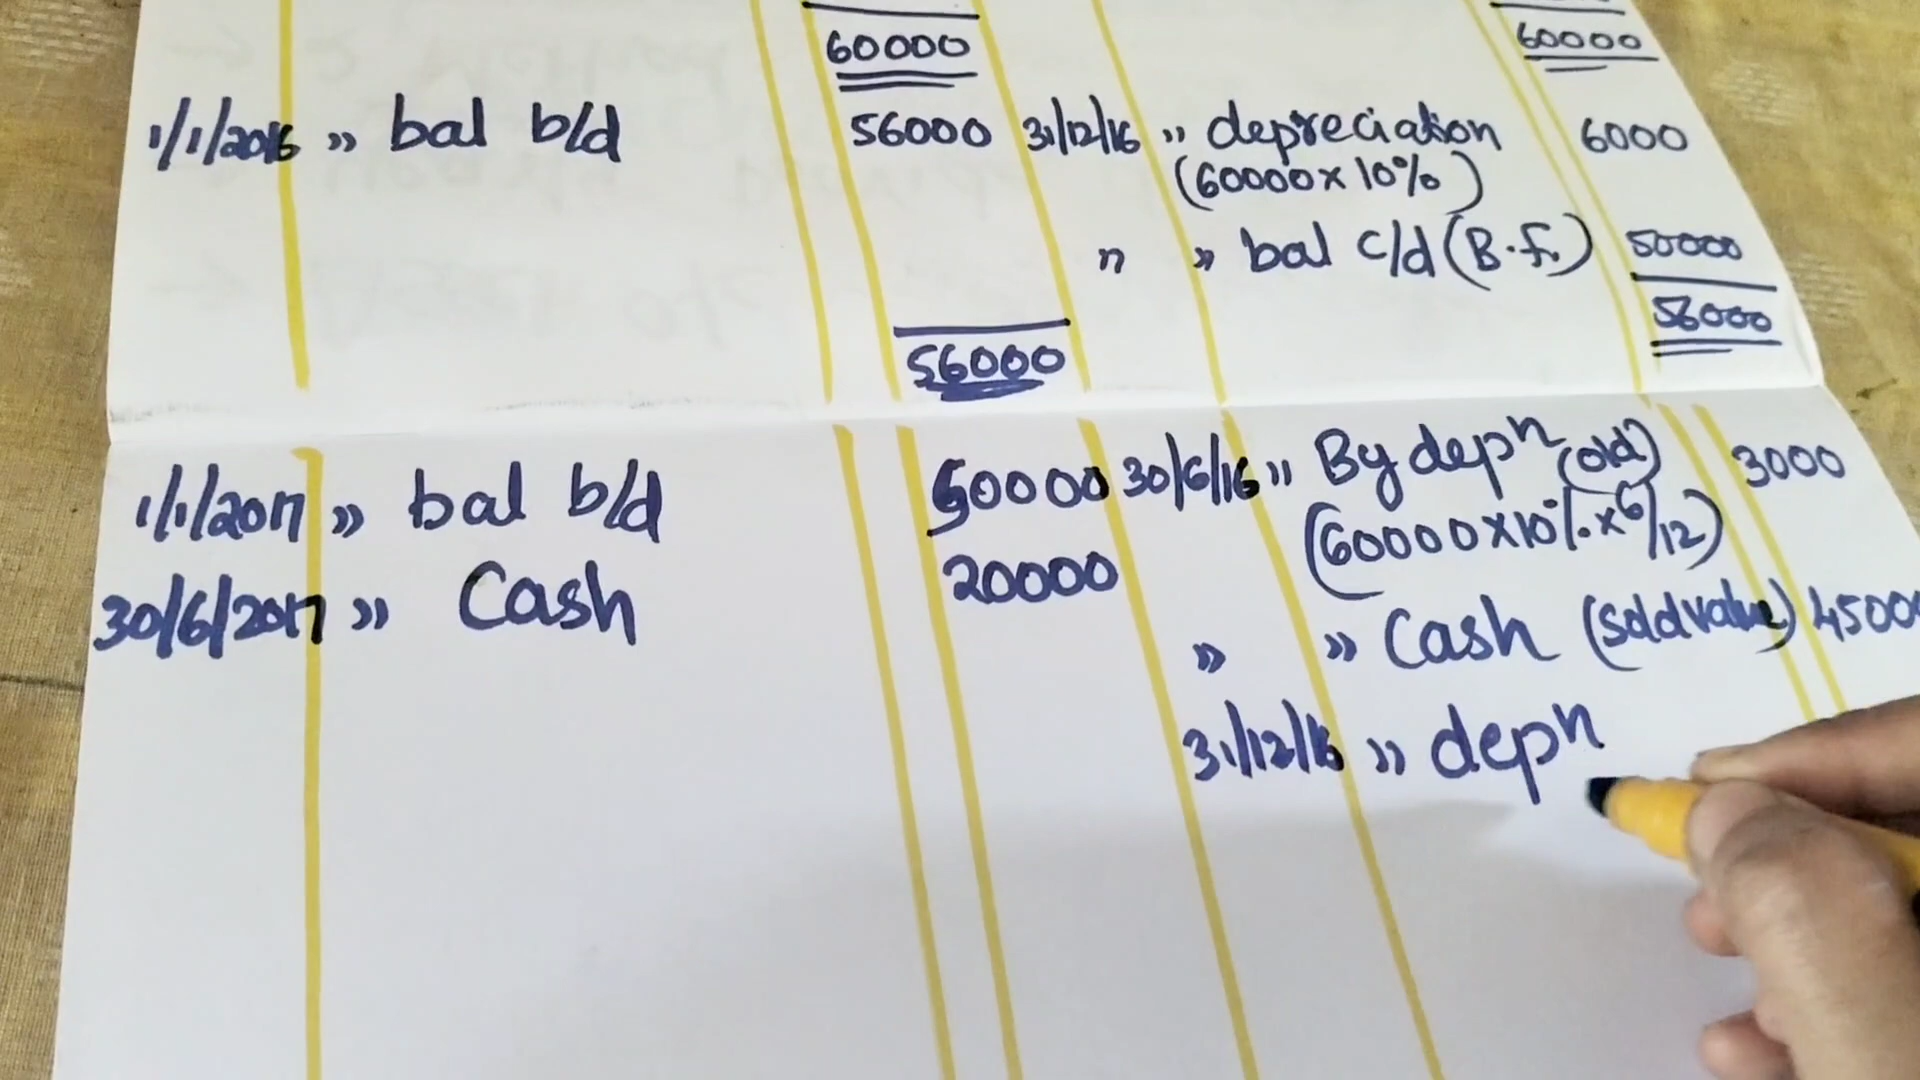 60000 60000
1/1/2016 " bal b/d 56000 31/12/16 " depreciation 6000
(60000 x 10%)
" " bal c/d (B.f.) 50000
56000
56000
1/1/2017 " bal b/d 50000 30/6/16 " By depn (old) 3000
(60000 x 10% x 6/12)
30/6/2017 " Cash 20000
" " Cash (sold value) 4500
31/12/16 " depn